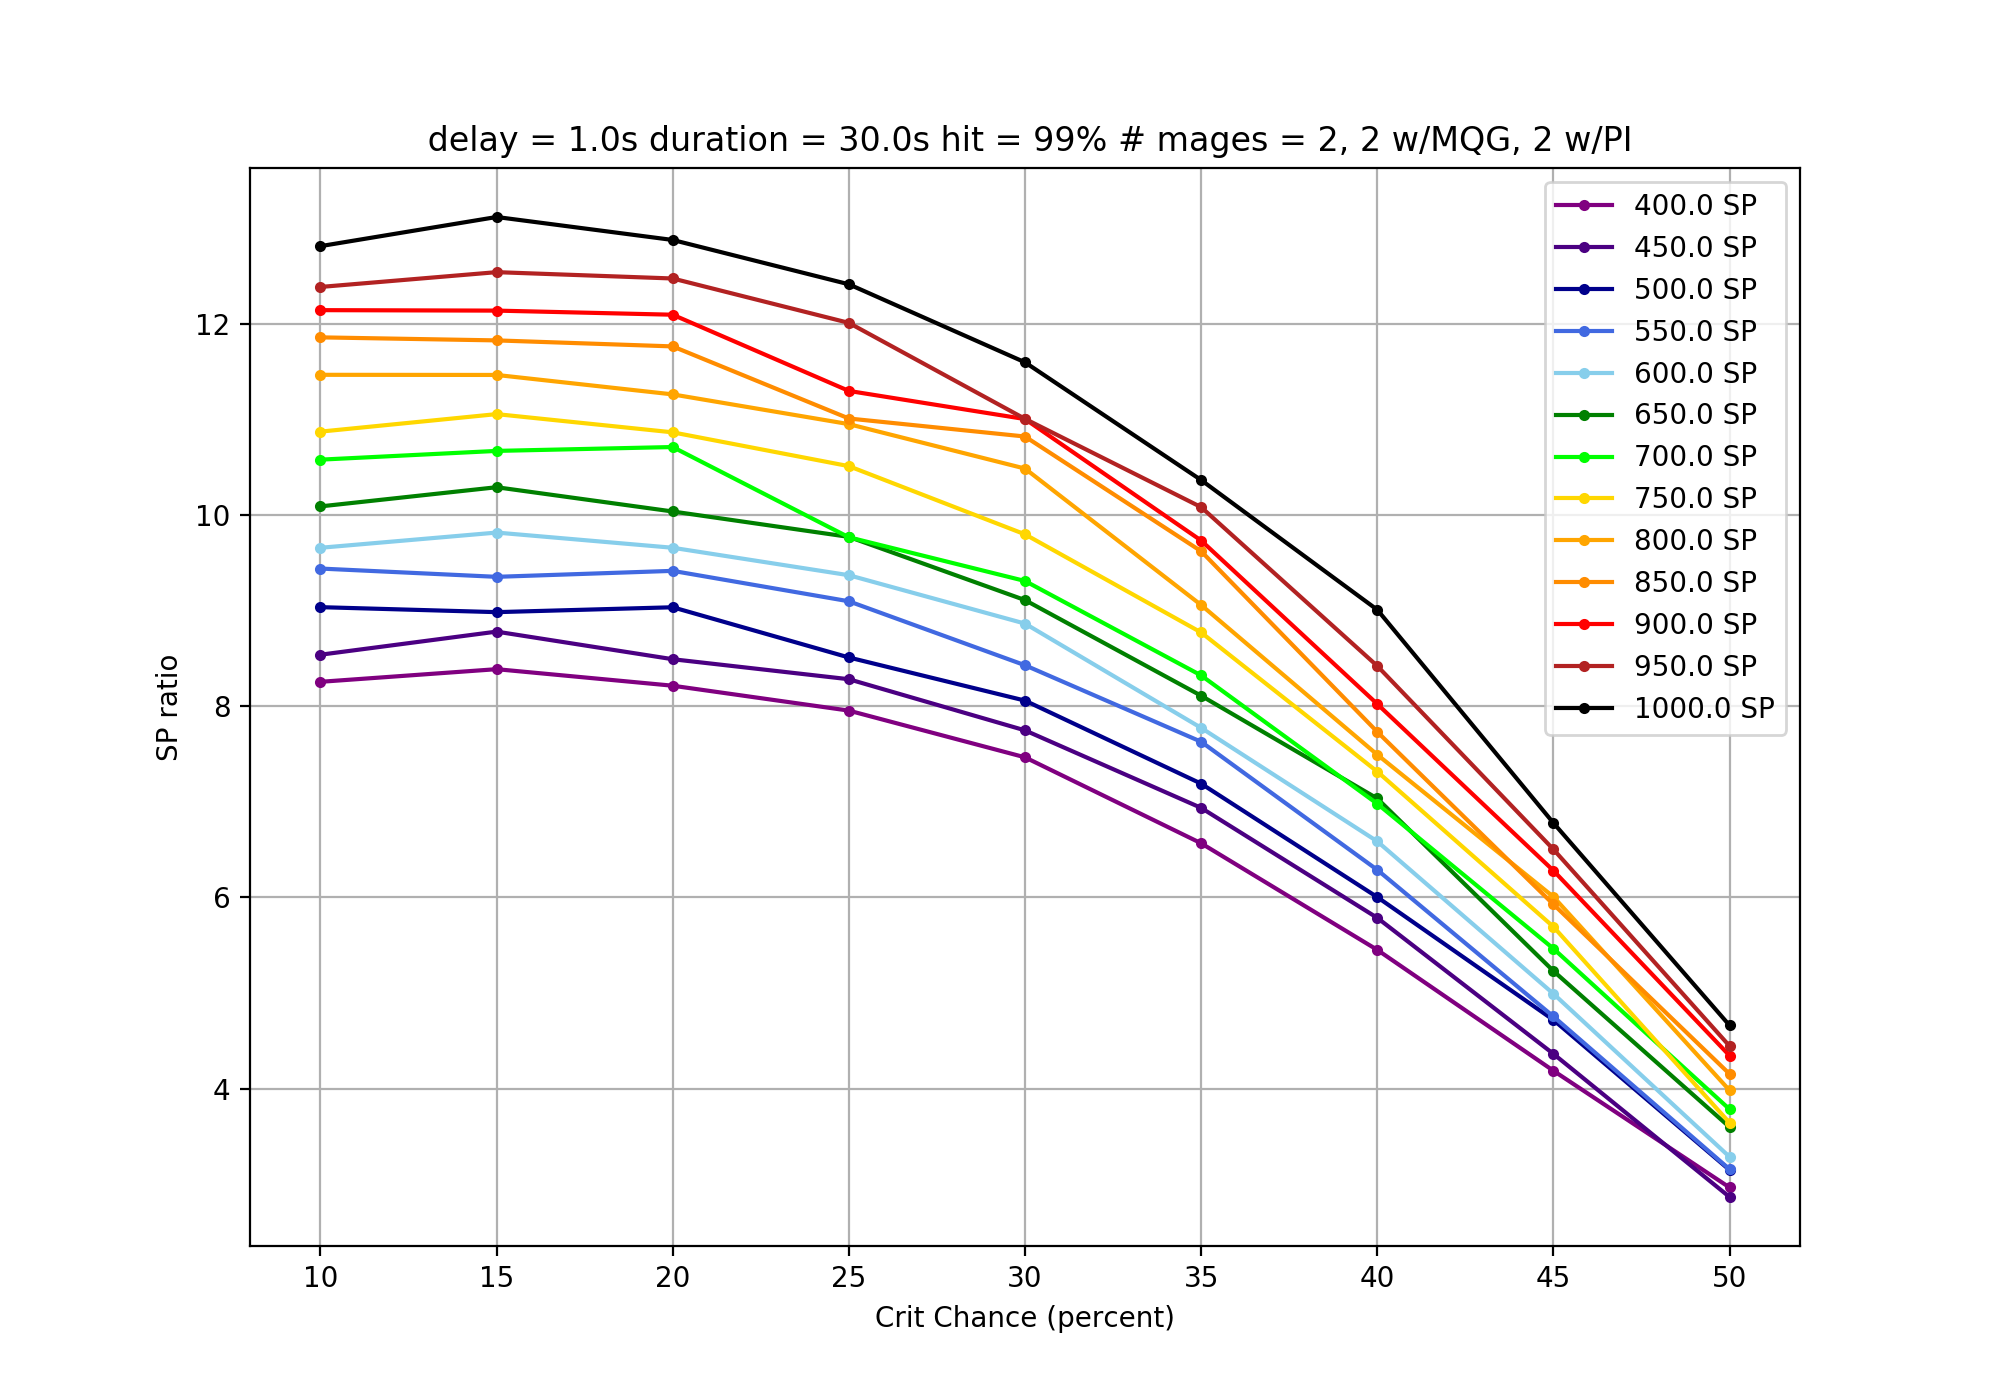 delay = 1.0s duration = 30.0s hit = 99% # mages = 2, 2 w/MQG, 2 w/PI
400.0 SP
450.0 SP
500.0 SP
550.0 SP
600.0 SP
650.0 SP
700.0 SP
750.0 SP
800.0 SP
850.0 SP
900.0 SP
950.0 SP
1000.0 SP
12
10
8
6
4
SP ratio
10 15 20 25 30 35 40 45 50
Crit Chance (percent)